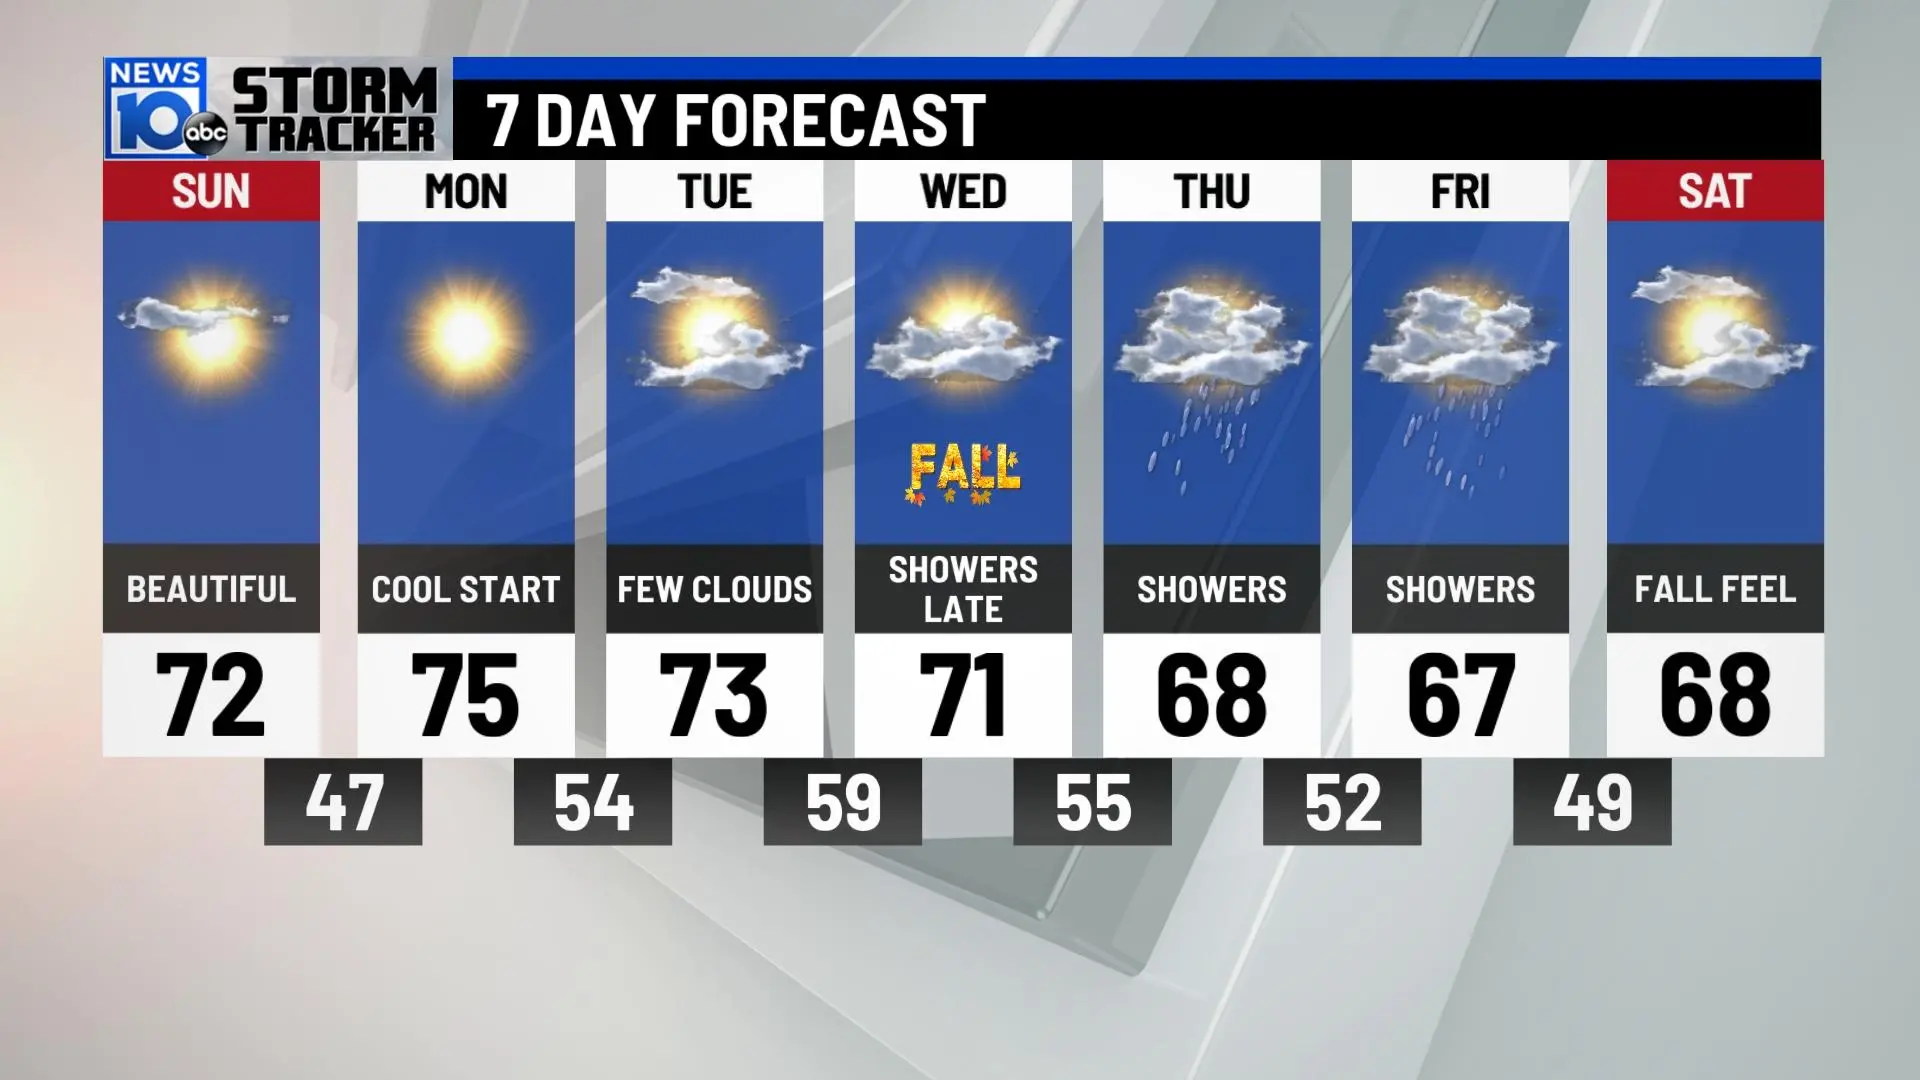 NEWS
10
abc
STORM
TRACKER
7 DAY FORECAST
SUN
MON
TUE
WED
THU
FRI
SAT
FALL
BEAUTIFUL
COOL START
FEW CLOUDS
SHOWERS
LATE
SHOWERS
SHOWERS
FALL FEEL
72
75
73
71
68
67
68
47
54
59
55
52
49